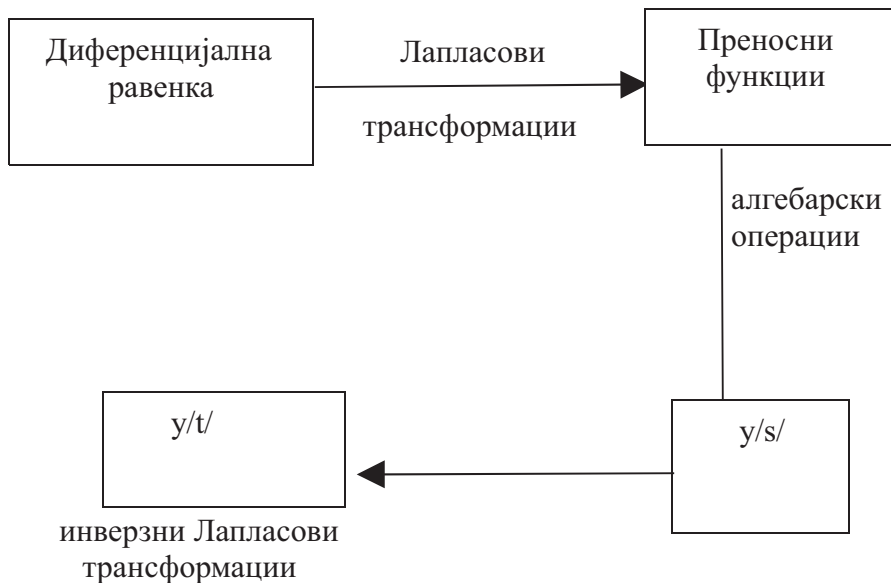 Диференцијална
равенка
Лапласови
трансформации
Преносни
функции
алгебарски
операции
y/s/
y/t/
инверзни Лапласови
трансформации